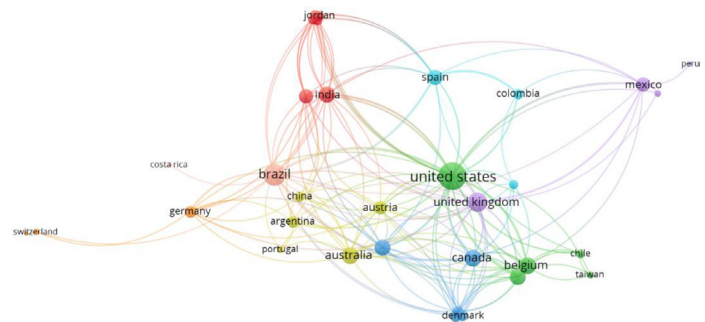 jordan
spain
peru
mexico
india
colombia
costa rica
brazil
united states
china
germany
austria
united kingdom
argentina
switzerland
portugal
australia
canada
belgium
chile
taiwan
denmark